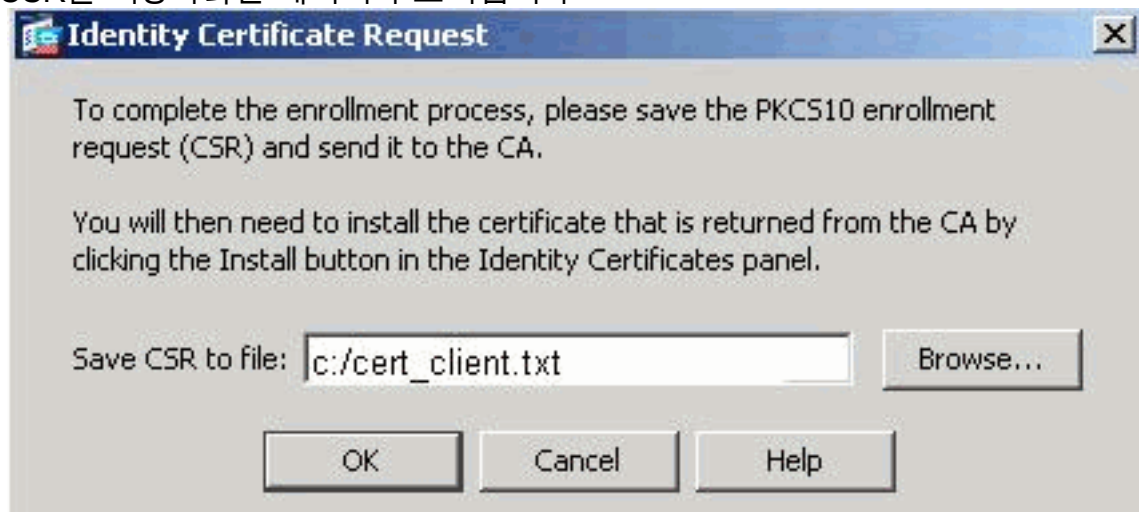 Identity Certificate Request
To complete the enrollment process, please save the PKCS10 enrollment
request (CSR) and send it to the CA.
You will then need to install the certificate that is returned from the CA by
clicking the Install button in the Identity Certificates panel.
Save CSR to file: c:/cert_client.txt Browse...
OK Cancel Help